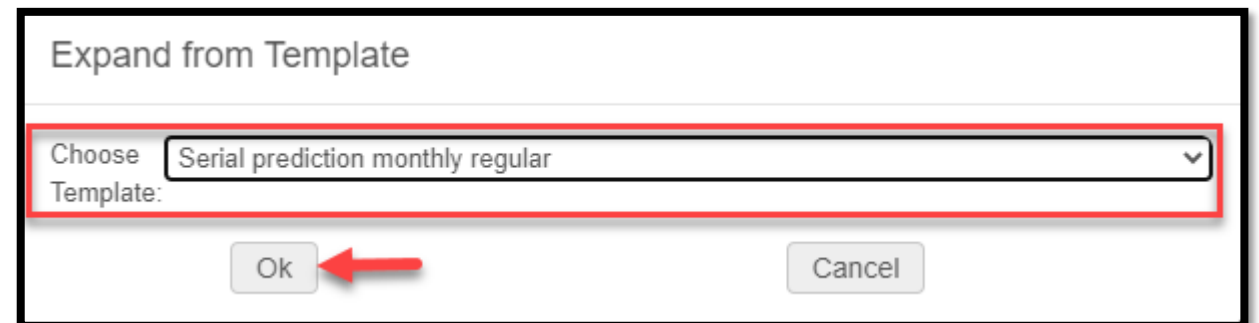 Expand from Template
Choose Serial prediction monthly regular
Template:
Ok Cancel